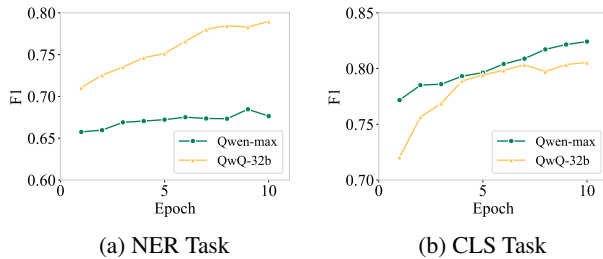 0.80
0.75
0.70
0.65
0.60
F1
0
5
10
Epoch
Qwen-max
QwQ-32b
(a) NER Task
0.85
0.80
0.75
0.70
F1
0
5
10
Epoch
Qwen-max
QwQ-32b
(b) CLS Task